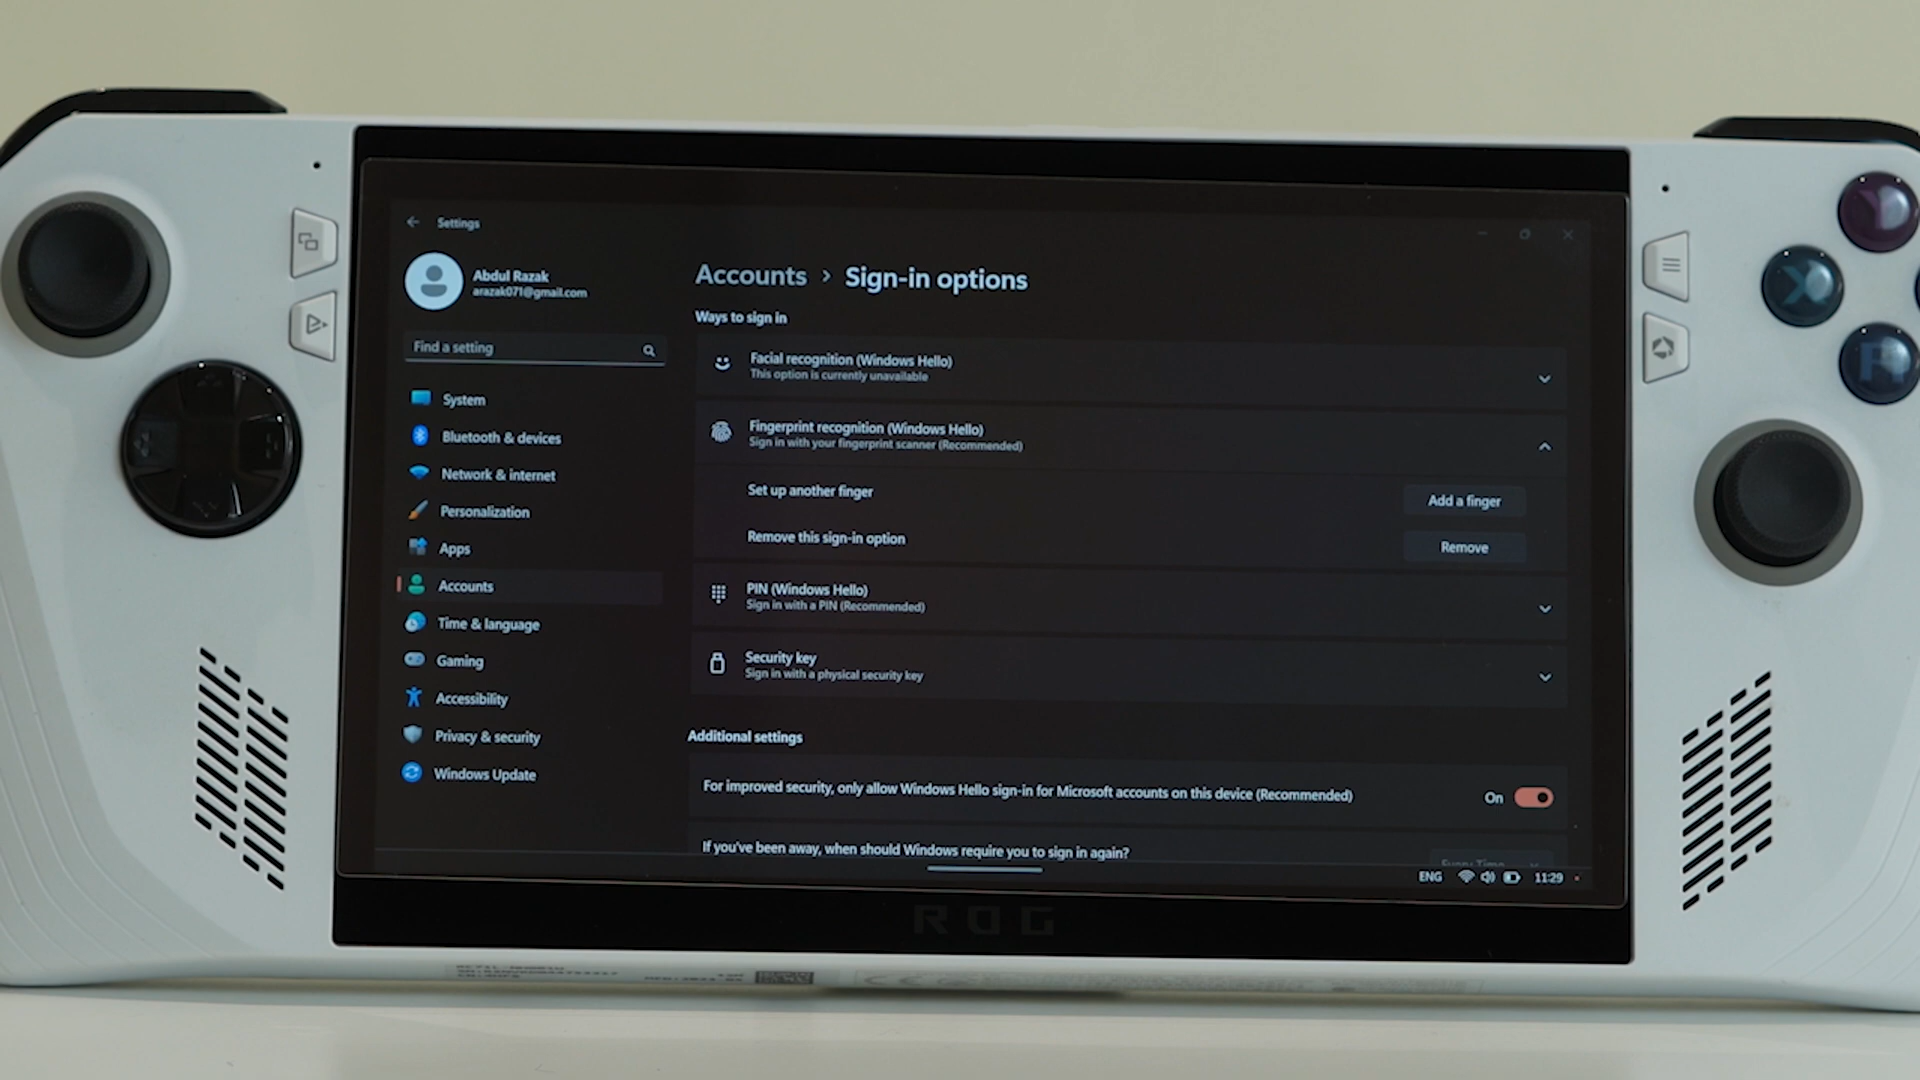 Settings
Abdul Razak
arazak071@gmail.com
Find a setting
System
Bluetooth & devices
Network & internet
Personalization
Apps
Accounts
Time & language
Gaming
Accessibility
Privacy & security
Windows Update
Accounts > Sign-in options
Ways to sign in
Facial recognition (Windows Hello)
This option is currently unavailable
Fingerprint recognition (Windows Hello)
Sign in with your fingerprint scanner (Recommended)
Set up another finger
Add a finger
Remove this sign-in option
Remove
PIN (Windows Hello)
Sign in with a PIN (Recommended)
Security key
Sign in with a physical security key
Additional settings
For improved security, only allow Windows Hello sign-in for Microsoft accounts on this device (Recommended)
On
If you've been away, when should Windows require you to sign in again?
Every Time
ENG
11:29
ROG
Y
X